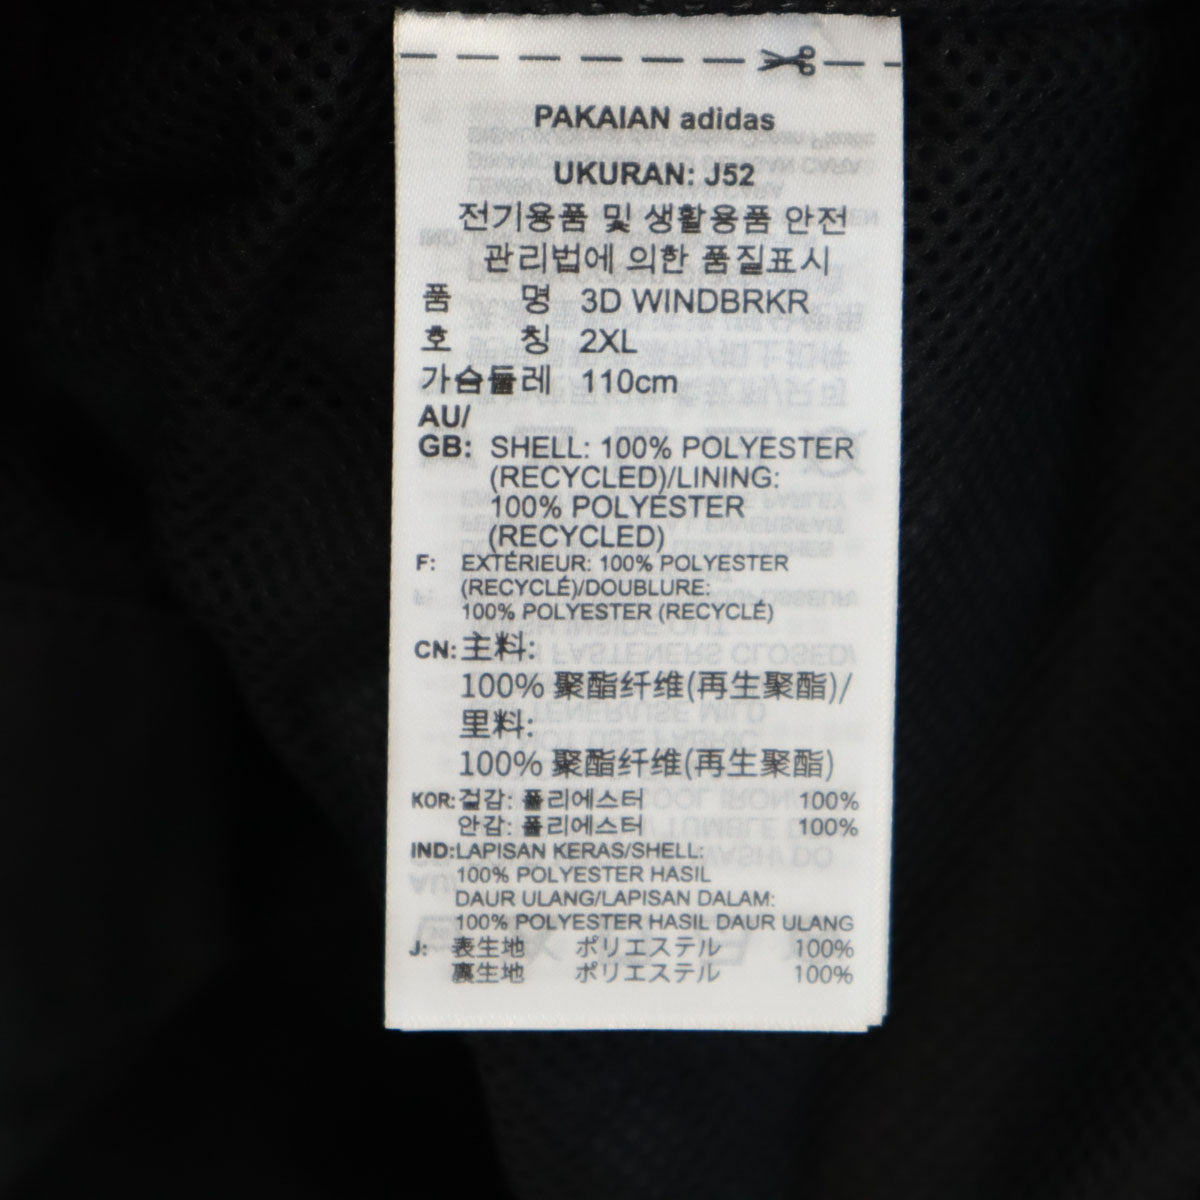 PAKAIAN adidas
UKURAN: J52
전기용품 및 생활용품 안전
관리법에 의한 품질표시
품 명 3D WINDBRKR
호 칭 2XL
가슴둘레 110cm
AU/
GB: SHELL: 100% POLYESTER
(RECYCLED)/LINING:
100% POLYESTER
(RECYCLED)
F: EXTÉRIEUR: 100% POLYESTER
(RECYCLÉ)/DOUBLURE:
100% POLYESTER (RECYCLÉ)
CN: 主料:
100% 聚酯纤维(再生聚酯)/
里料:
100% 聚酯纤维(再生聚酯)
KOR: 겉감: 폴리에스터 100%
안감: 폴리에스터 100%
IND: LAPISAN KERAS/SHELL:
100% POLYESTER HASIL
DAUR ULANG/LAPISAN DALAM:
100% POLYESTER HASIL DAUR ULANG
J: 表生地 ポリエステル 100%
裏生地 ポリエステル 100%